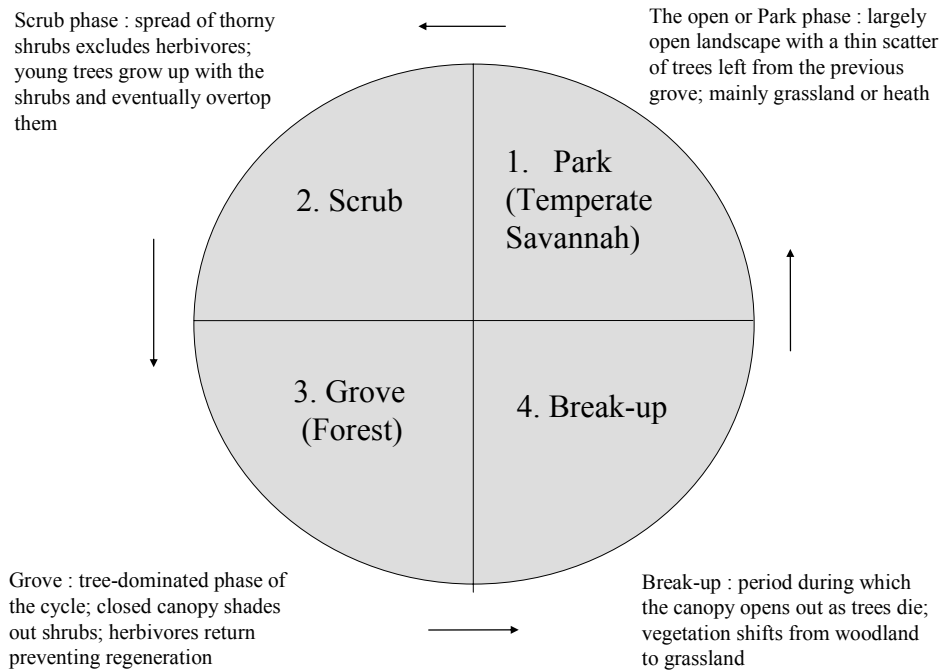 Scrub phase : spread of thorny
shrubs excludes herbivores;
young trees grow up with the
shrubs and eventually overtop
them
The open or Park phase : largely
open landscape with a thin scatter
of trees left from the previous
grove; mainly grassland or heath
1. Park
(Temperate
Savannah)
2. Scrub
3. Grove
(Forest)
4. Break-up
Grove : tree-dominated phase of
the cycle; closed canopy shades
out shrubs; herbivores return
preventing regeneration
Break-up : period during which
the canopy opens out as trees die;
vegetation shifts from woodland
to grassland